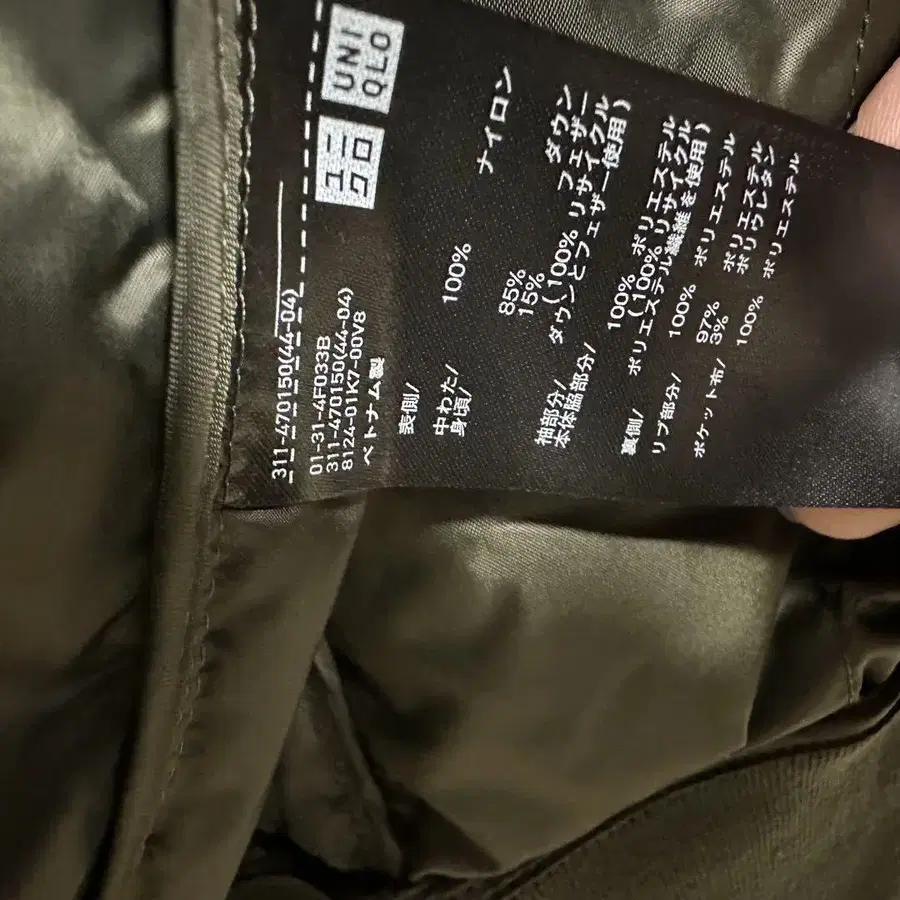 UNI
QLO
ユニ
クロ
311-470150(44-04)
01-31-4F033B
311-470150(44-04)
8124-01K7-00V8
ベトナム製
表側/
100% ナイロン
中わた/
身頃/
85% ダウン
15% フェザー
(100% リサイクル
ダウンとフェザー使用)
袖部分/
本体脇部分/
100% ポリエステル
(100% リサイクル
ポリエステル繊維を使用)
裏側/
100% ポリエステル
リブ部分/
97% ポリエステル
3% ポリウレタン
ポケット布/
100% ポリエステル